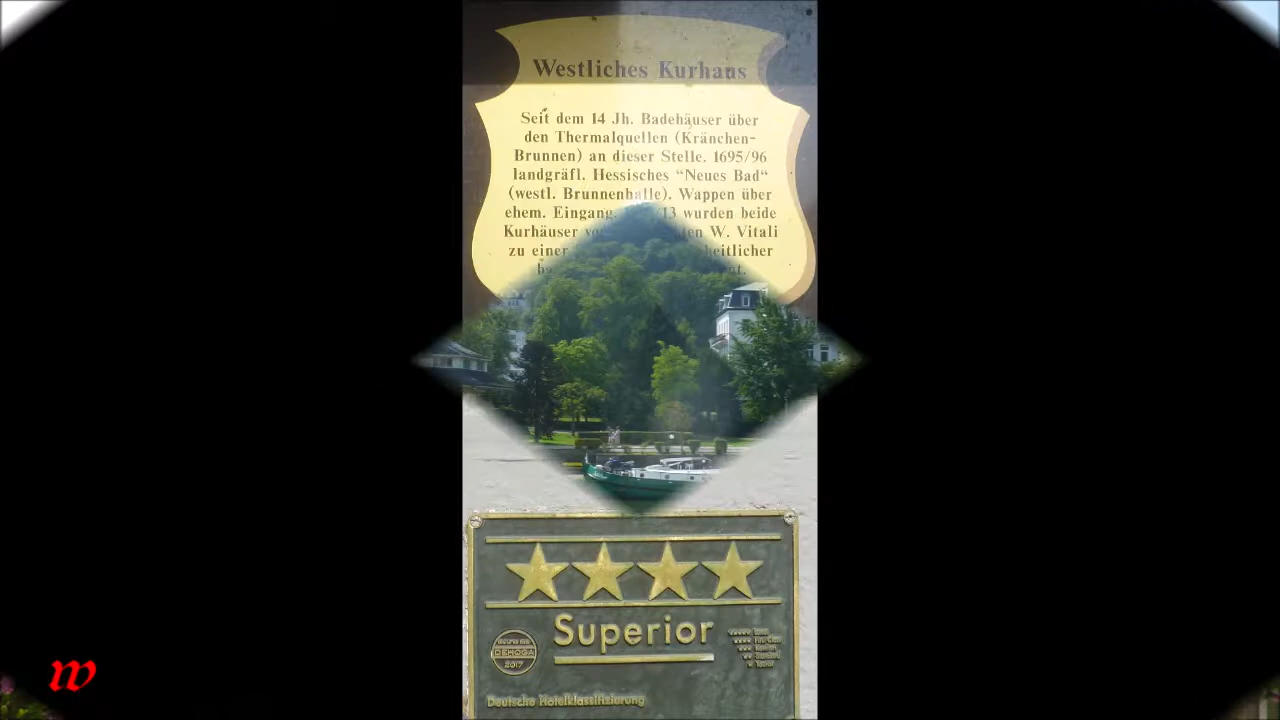 Westliches Kurhaus
Seit dem 14 Jh. Badehäuser über
den Thermalquellen (Kränchen-
Brunnen) an dieser Stelle. 1695/96
landgräfl. Hessisches "Neues Bad"
(westl. Brunnenhalle). Wappen über
ehem. Eingang. /13 wurden beide
Kurhäuser W. Vitali
zu einer
Superior
DEHOGA
2017
Deutsche Hotelklassifizierung
w